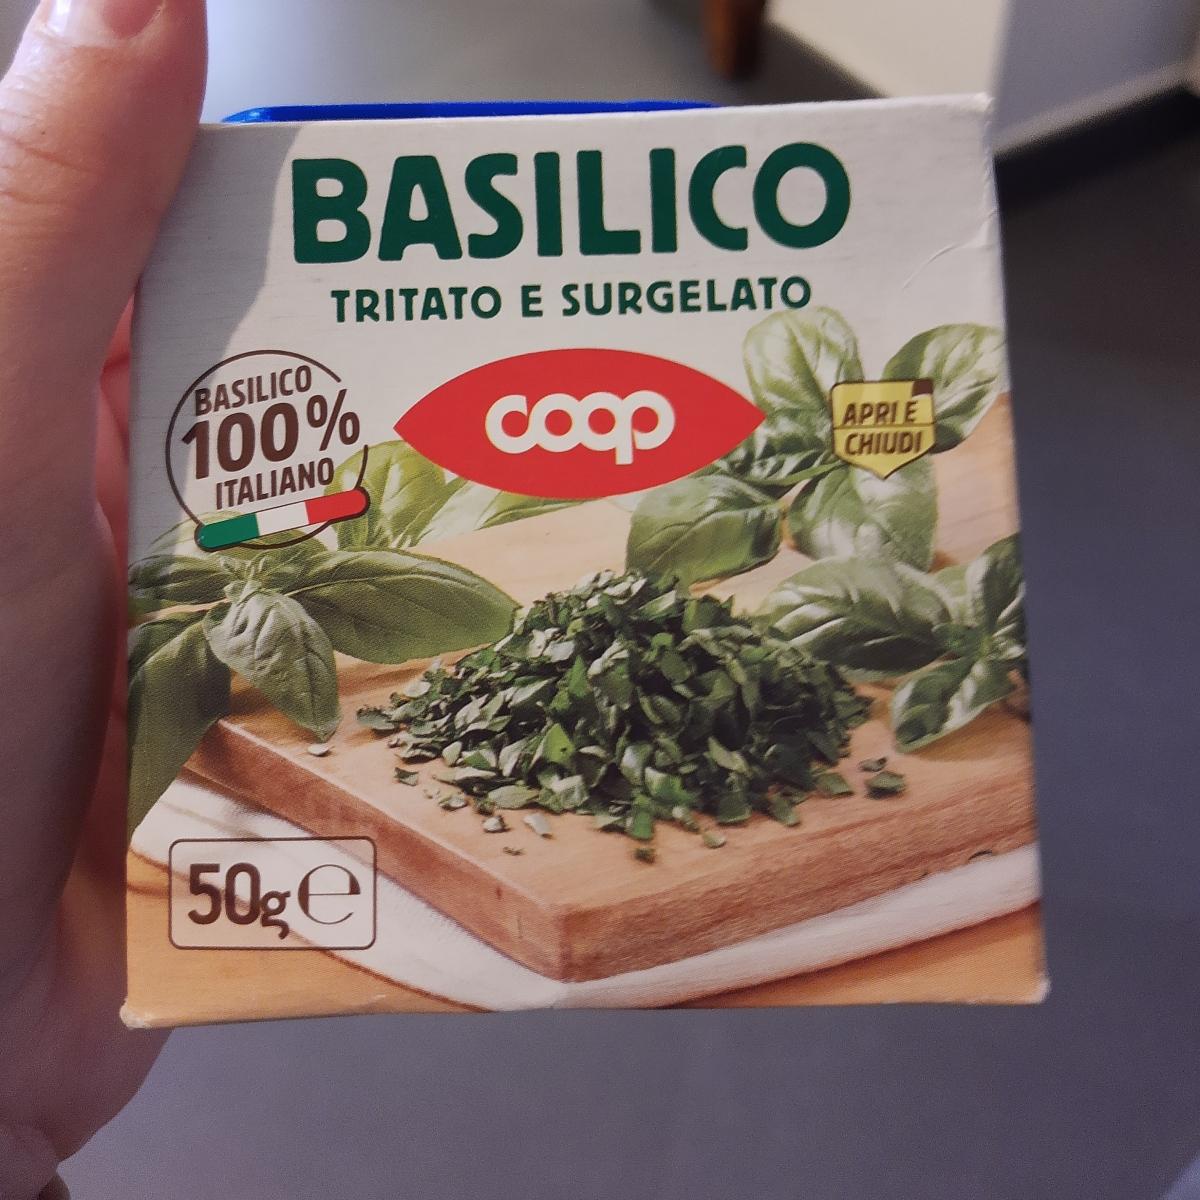 BASILICO
TRITATO E SURGELATO
BASILICO
100%
ITALIANO
coop
APRI E
CHIUDI
50g e